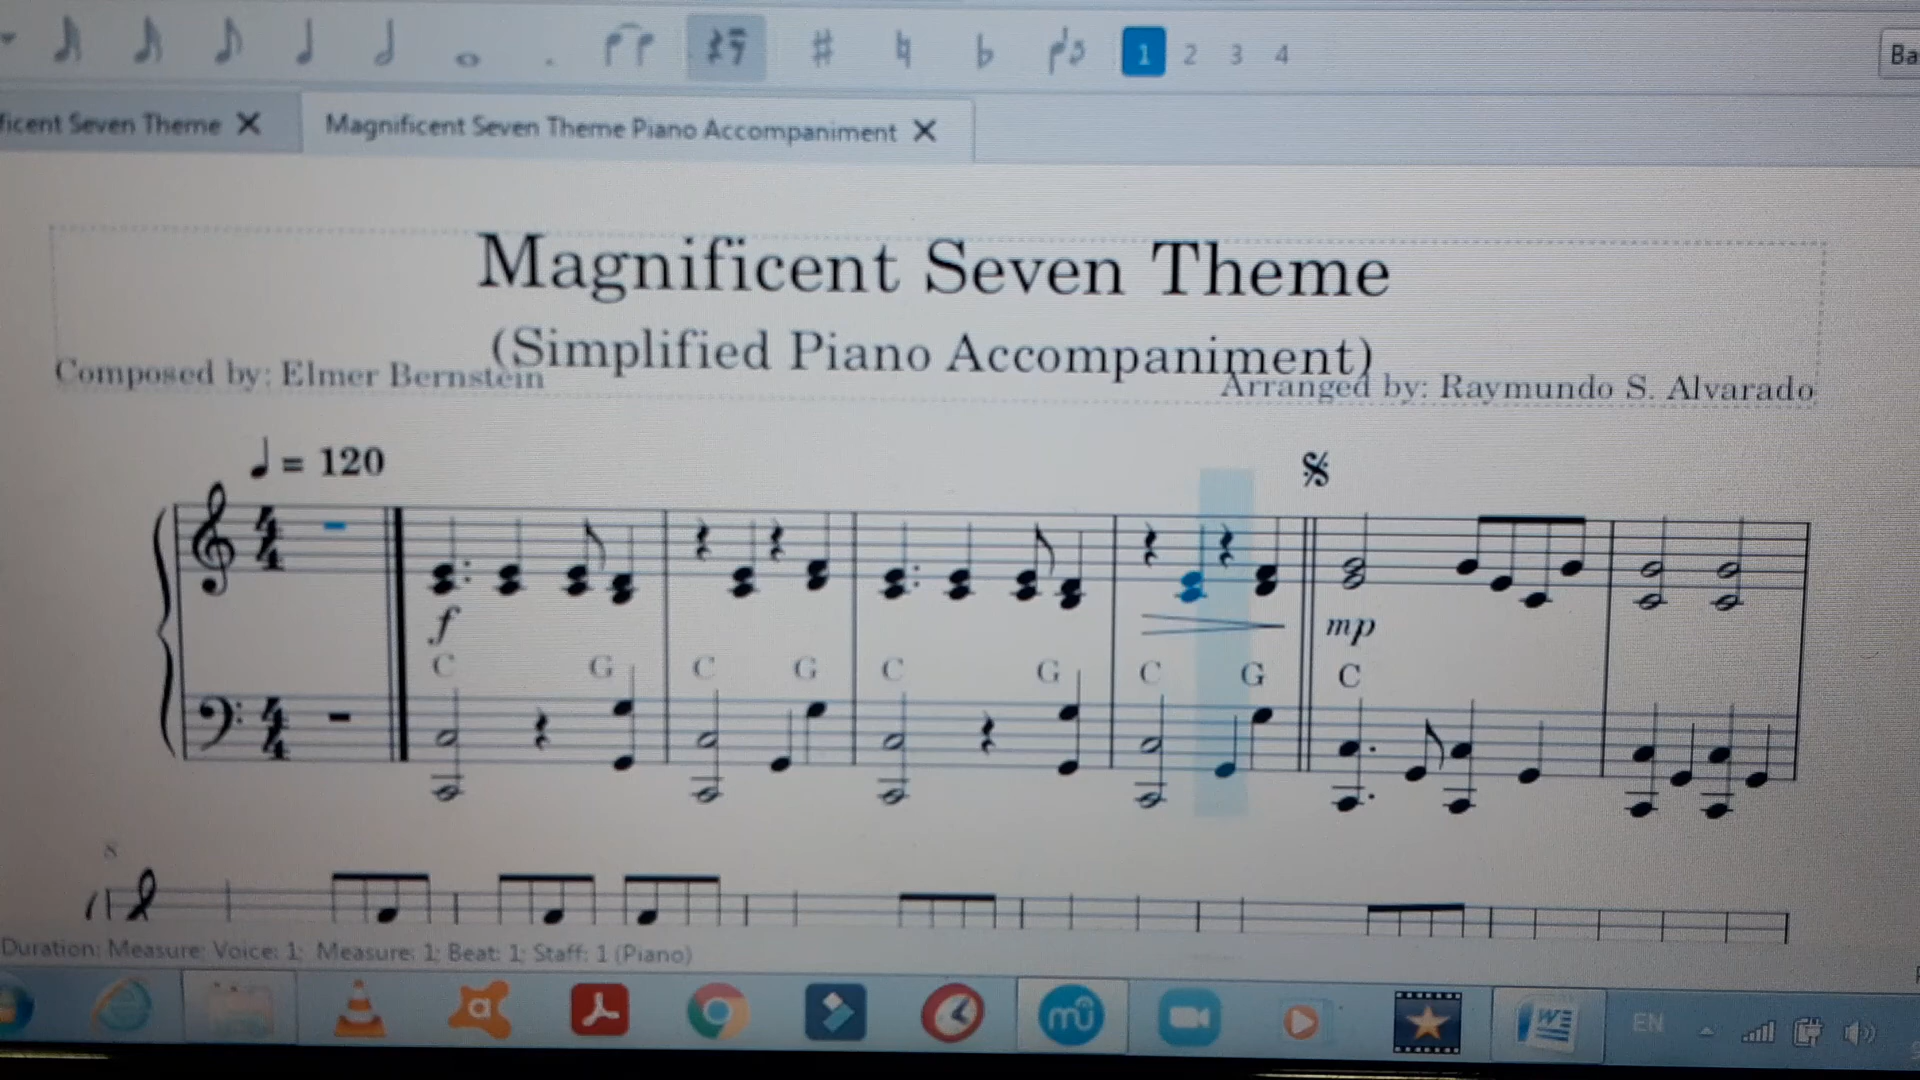 1 2 3 4
Ba
ficent Seven Theme
Magnificent Seven Theme Piano Accompaniment
Magnificent Seven Theme
(Simplified Piano Accompaniment)
Composed by: Elmer Bernstein
Arranged by: Raymundo S. Alvarado
= 120
f
mp
C G C G C G C G C
8
Duration: Measure; Voice: 1; Measure: 1; Beat: 1; Staff: 1 (Piano)
EN